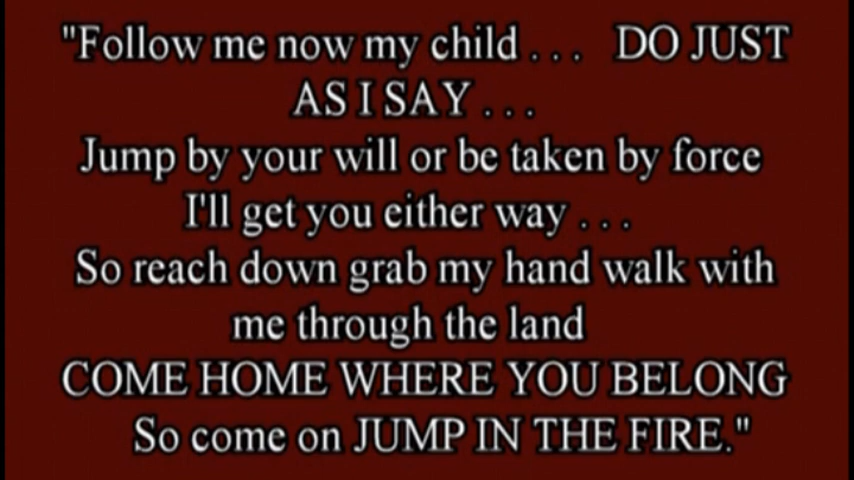 "Follow me now my child . . .   DO JUST
AS I SAY . . .
Jump by your will or be taken by force
I'll get you either way . . .
So reach down grab my hand walk with
me through the land
COME HOME WHERE YOU BELONG
So come on JUMP IN THE FIRE."